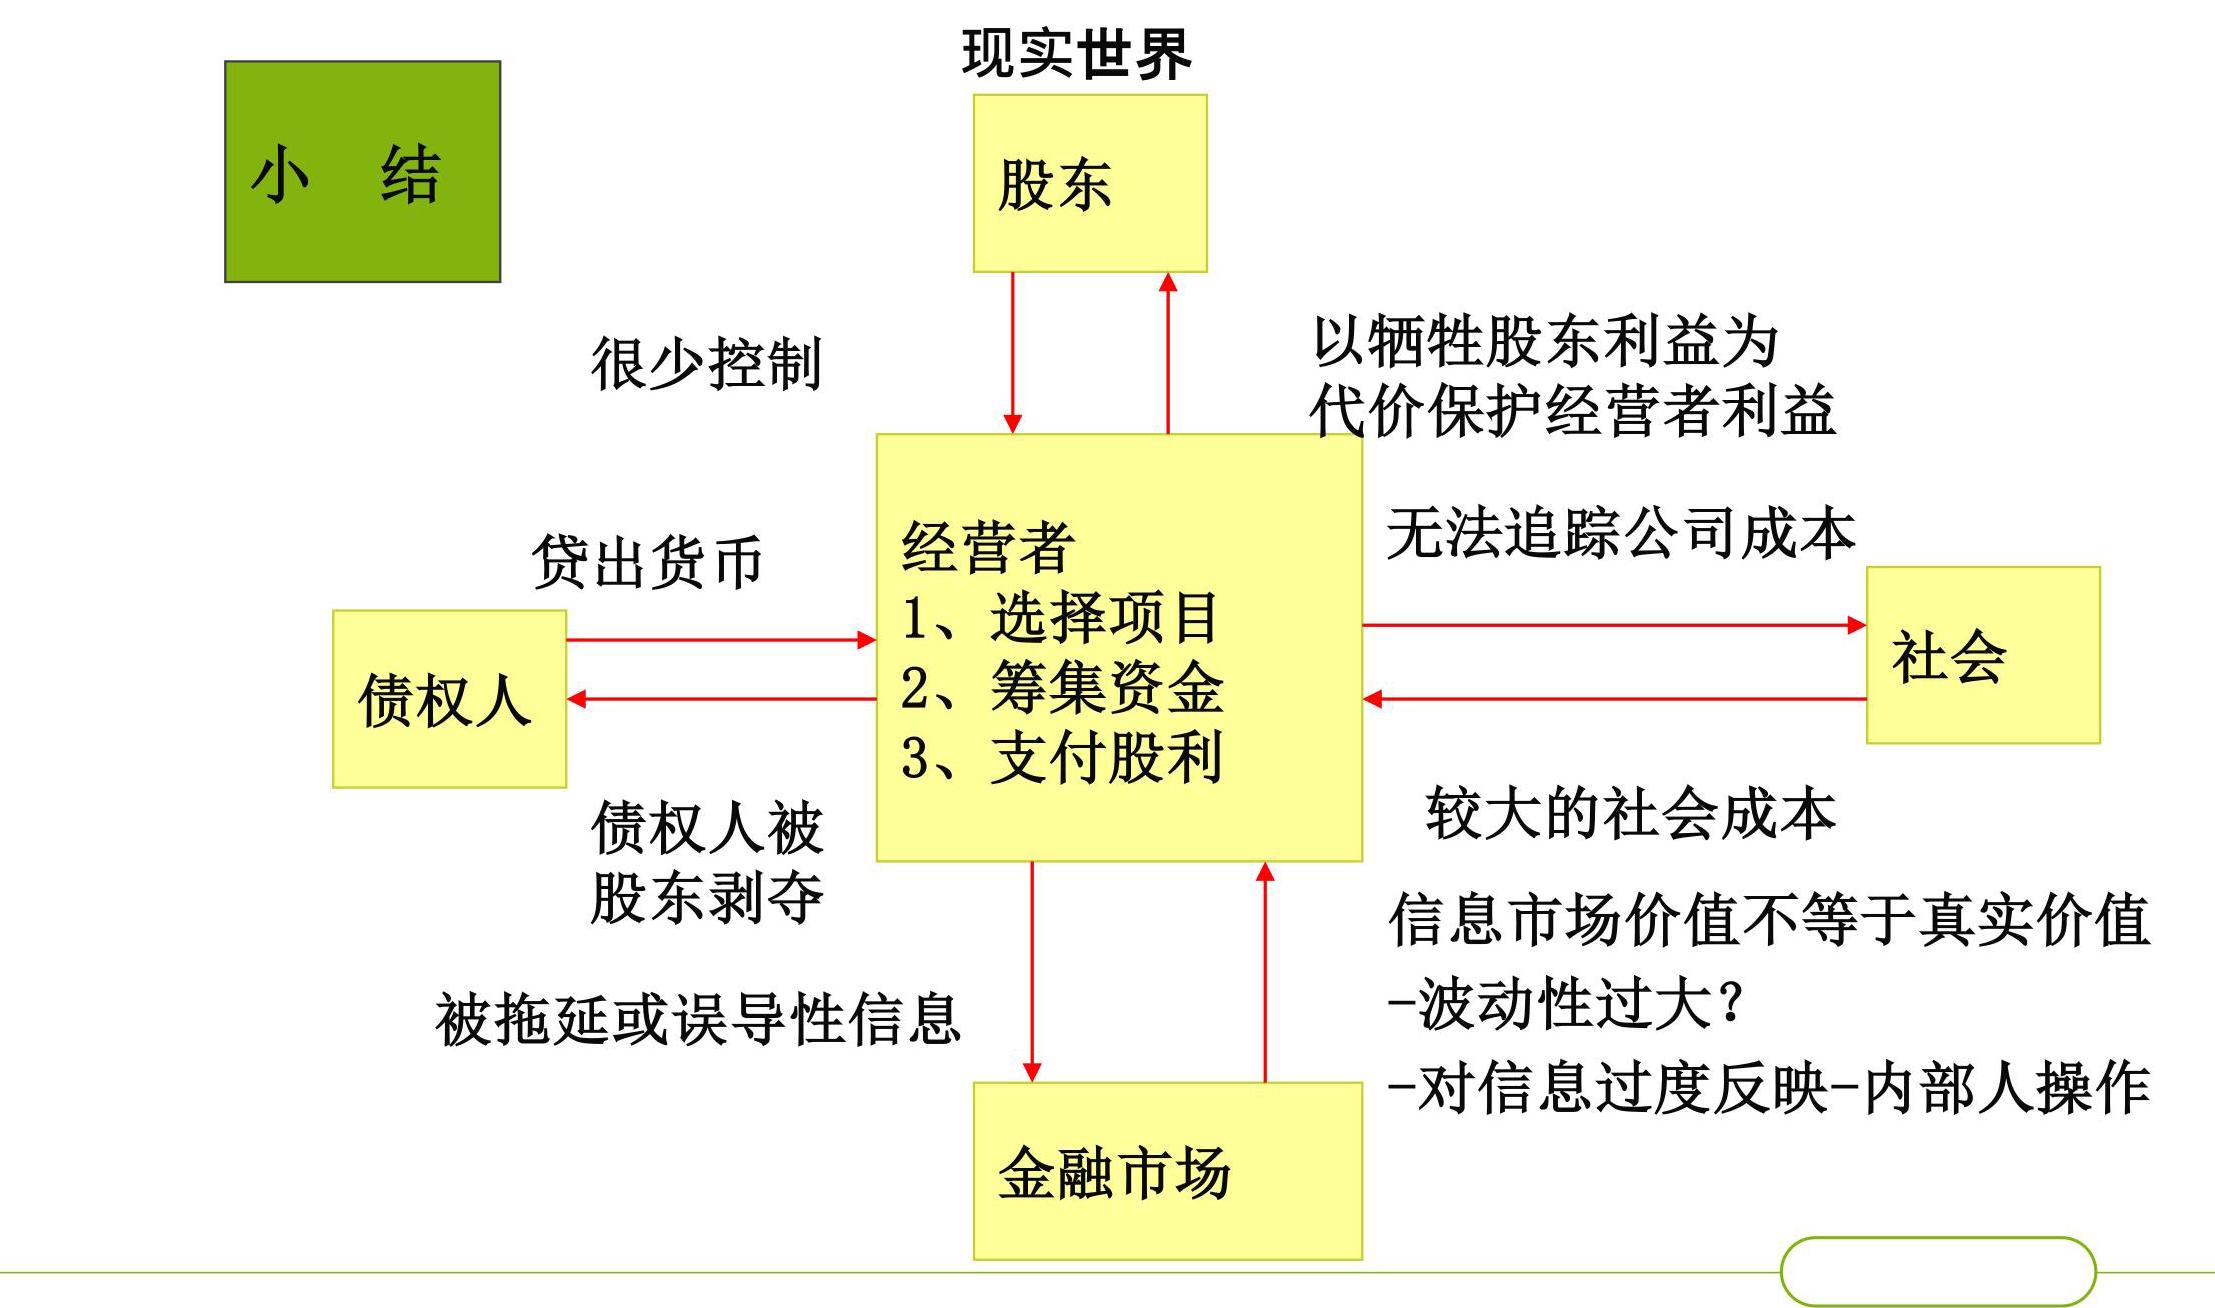 现实世界
小 结
股东
很少控制
以牺牲股东利益为
代价保护经营者利益
贷出货币
经营者
1、选择项目
2、筹集资金
3、支付股利
无法追踪公司成本
债权人
社会
债权人被
股东剥夺
较大的社会成本
被拖延或误导性信息
信息市场价值不等于真实价值
-波动性过大？
-对信息过度反映-内部人操作
金融市场